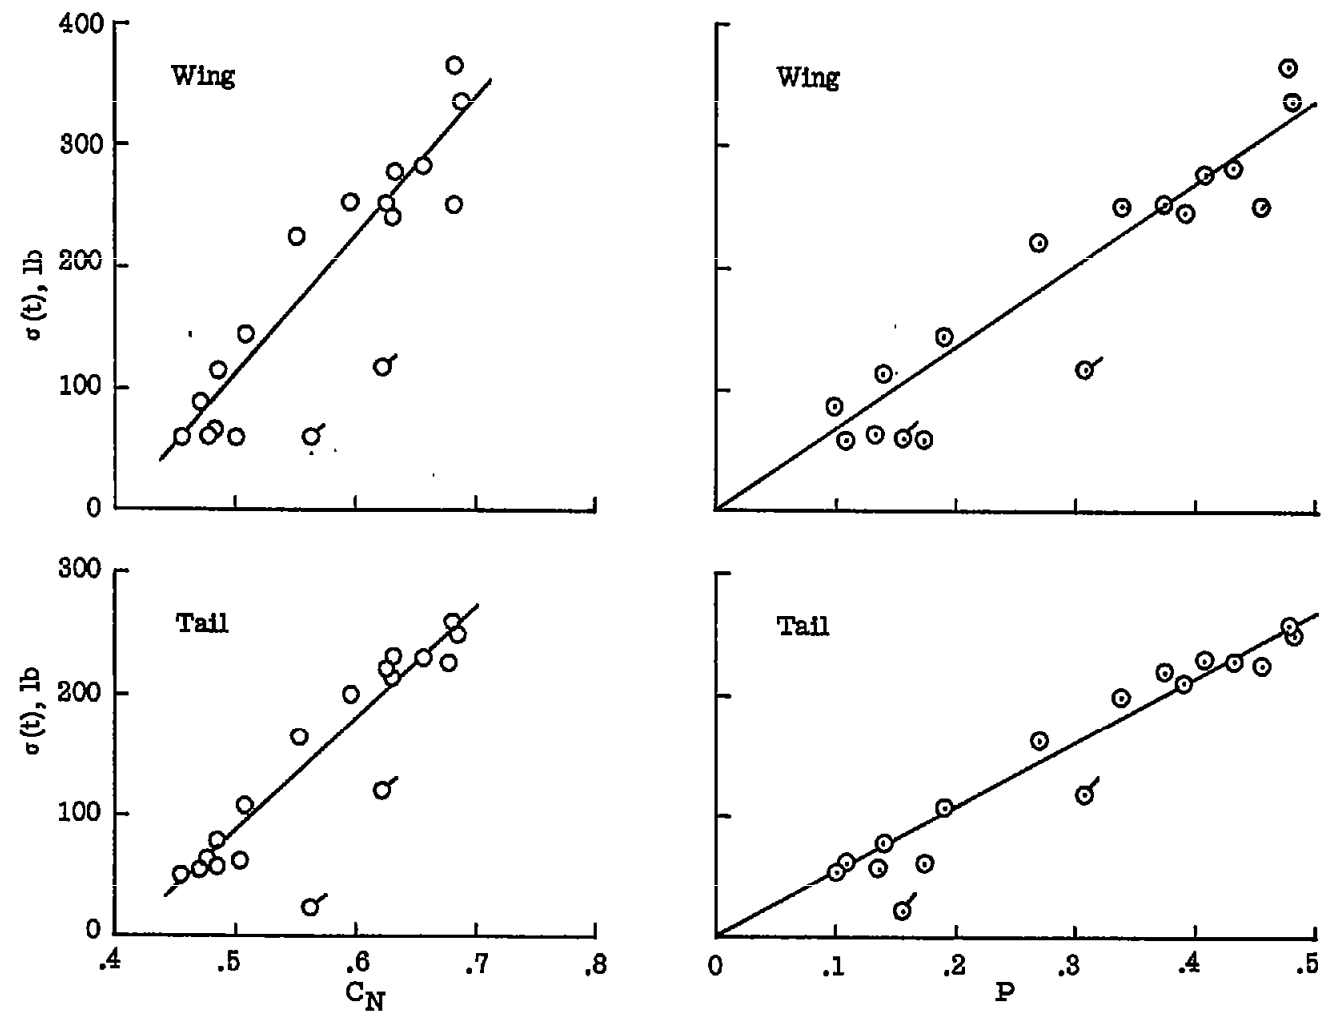 400
300
200
100
0
σ(t), lb
Wing
Wing
300
200
100
0
σ(t), lb
Tail
Tail
.4 .5 .6 .7 .8
C_N
0 .1 .2 .3 .4 .5
P